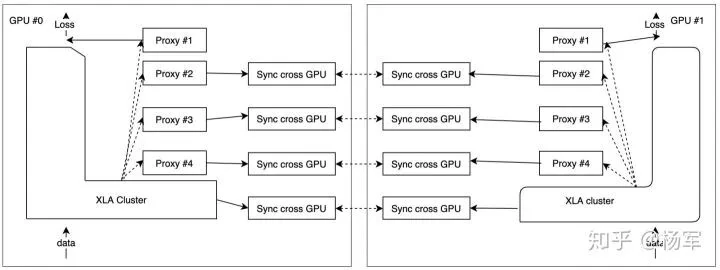 GPU #0
Loss
Proxy #1
Proxy #2
Sync cross GPU
Proxy #3
Sync cross GPU
Proxy #4
Sync cross GPU
XLA Cluster
Sync cross GPU
data
Loss
GPU #1
Proxy #1
Sync cross GPU
Proxy #2
Sync cross GPU
Proxy #3
Sync cross GPU
Proxy #4
Sync cross GPU
XLA Cluster
data
知乎 @杨军